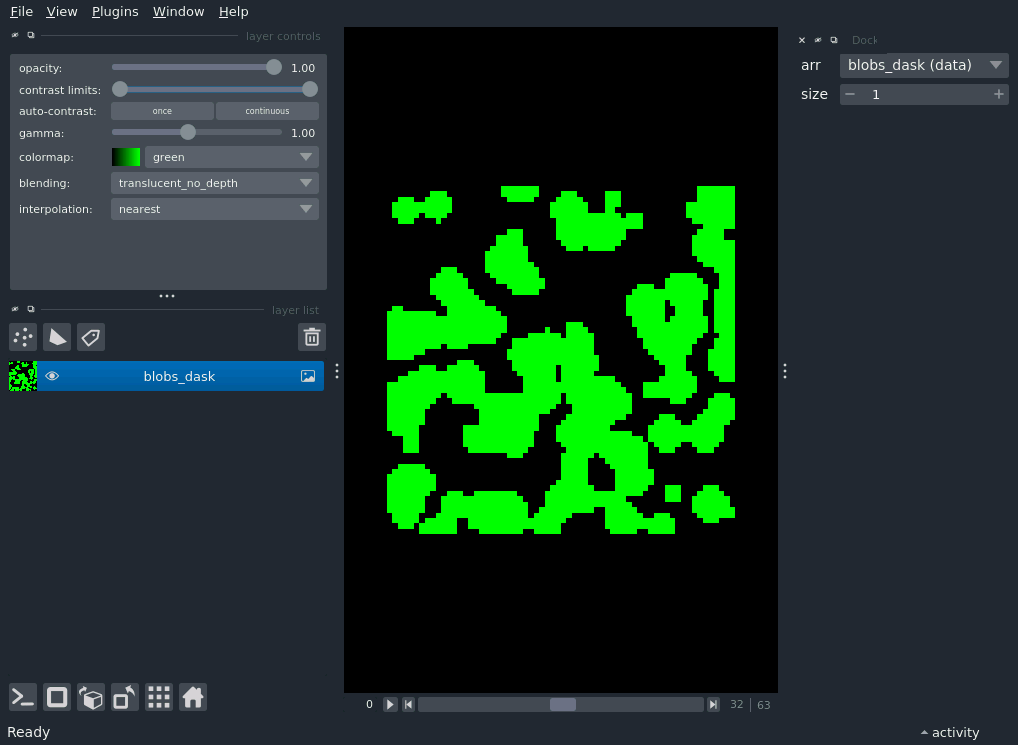 File View Plugins Window Help
layer controls
opacity: 1.00
contrast limits:
auto-contrast: once continuous
gamma: 1.00
colormap: green
blending: translucent_no_depth
interpolation: nearest
layer list
blobs_dask
0 32 | 63
Ready
activity
Dock
arr blobs_dask (data)
size 1